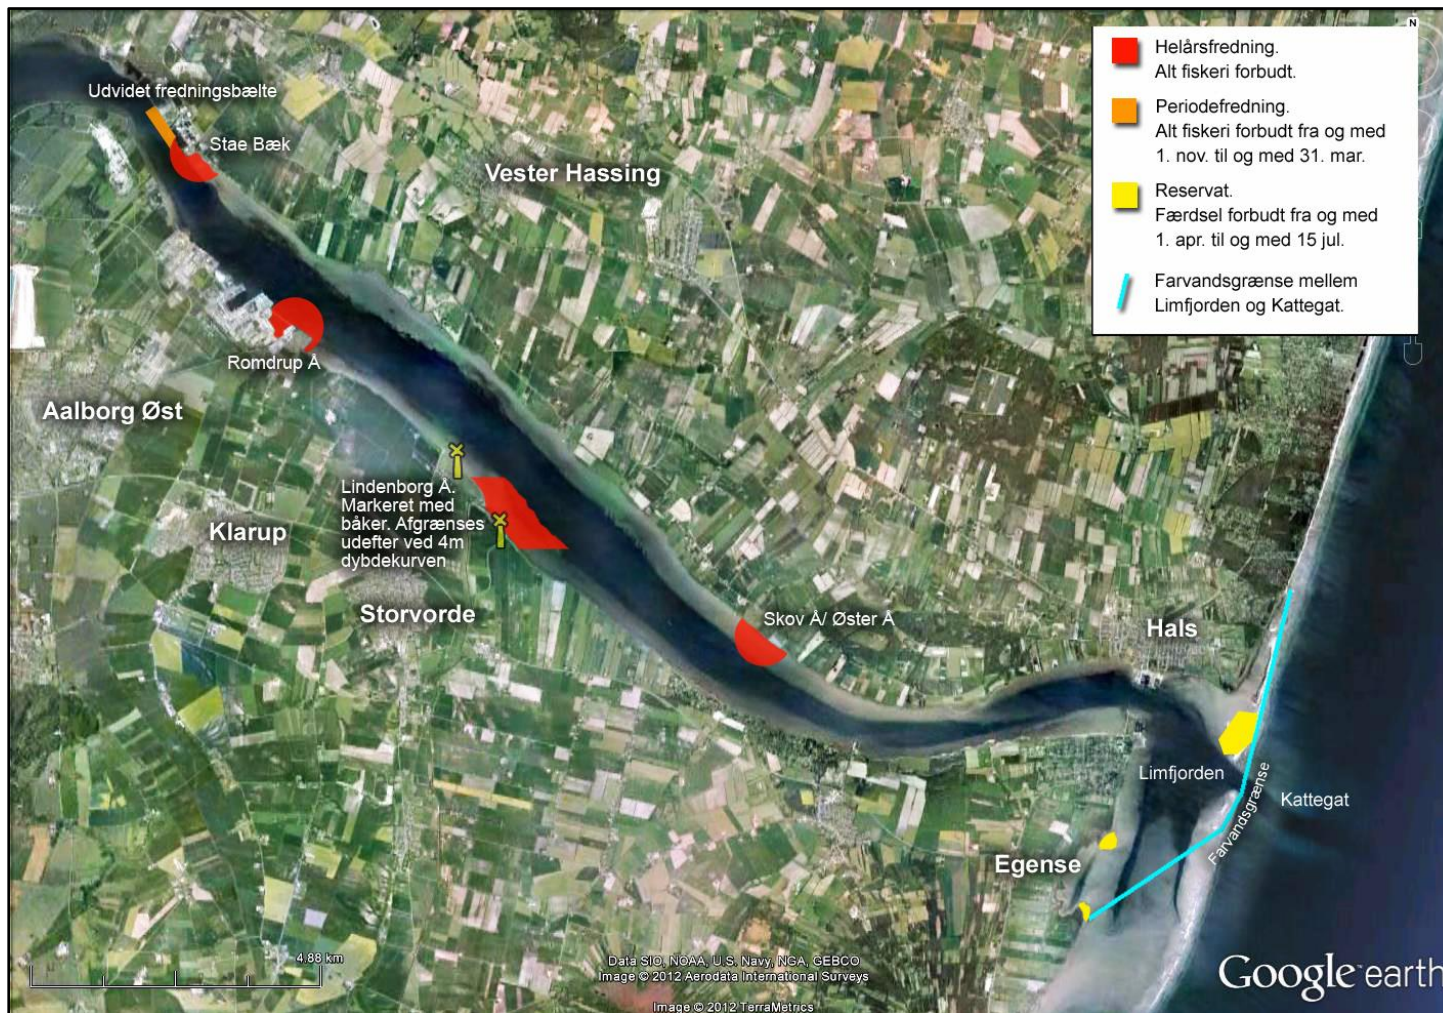 Udvidet fredningsbælte
Stae Bæk
Vester Hassing
N
Helårsfredning.
Alt fiskeri forbudt.
Periodefredning.
Alt fiskeri forbudt fra og med
1. nov. til og med 31. mar.
Reservat.
Færdsel forbudt fra og med
1. apr. til og med 15 jul.
Farvandsgrænse mellem
Limfjorden og Kattegat.
Romdrup Å
Aalborg Øst
Lindenborg Å.
Markeret med
båker. Afgrænses
udefter ved 4m
dybdekurven
Klarup
Storvorde
Skov Å/ Øster Å
Hals
Limfjorden
Farvandsgrænse
Kattegat
Egense
4,88 km
Data SIO, NOAA, U.S. Navy, NGA, GEBCO
Image © 2012 Aerodata International Surveys
Image © 2012 TerraMetrics
Google earth